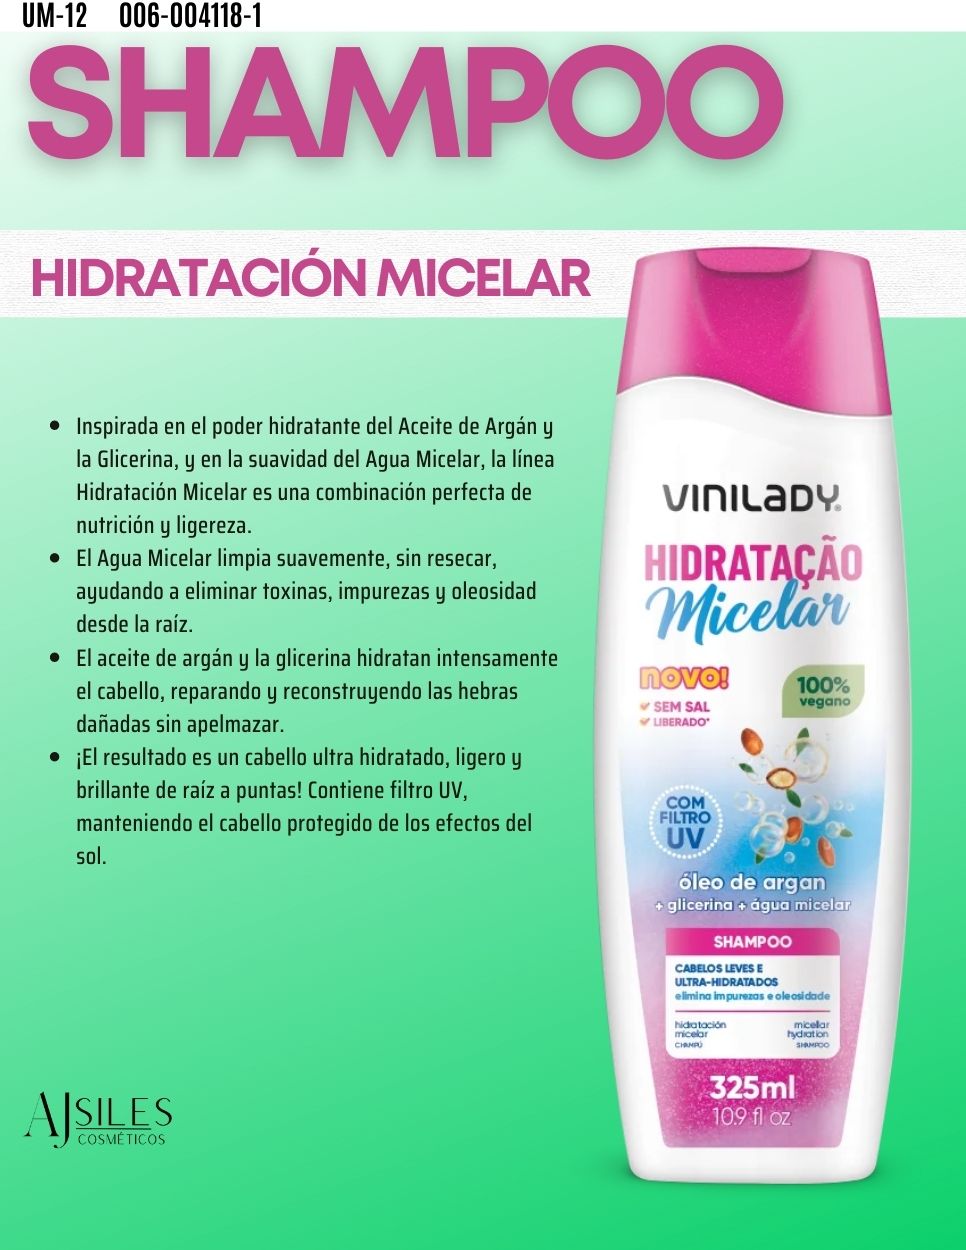 UM-12 006-004118-1
SHAMPOO
HIDRATACIÓN MICELAR
• Inspirada en el poder hidratante del Aceite de Argán y
la Glicerina, y en la suavidad del Agua Micelar, la línea
Hidratación Micelar es una combinación perfecta de
nutrición y ligereza.
• El Agua Micelar limpia suavemente, sin resecar,
ayudando a eliminar toxinas, impurezas y oleosidad
desde la raíz.
• El aceite de argán y la glicerina hidratan intensamente
el cabello, reparando y reconstruyendo las hebras
dañadas sin apelmazar.
• ¡El resultado es un cabello ultra hidratado, ligero y
brillante de raíz a puntas! Contiene filtro UV,
manteniendo el cabello protegido de los efectos del
sol.
VINILADY®
HIDRATAÇÃO
Micelar
novo!
SEM SAL
LIBERADO*
100%
vegano
COM
FILTRO
UV
óleo de argan
+ glicerina + água micelar
SHAMPOO
CABELOS LEVES E
ULTRA-HIDRATADOS
elimina impurezas e oleosidade
hidratación micellar
micelar hydration
CHAMPÚ SHAMPOO
325ml
10.9 fl oz
AJSILES
COSMÉTICOS